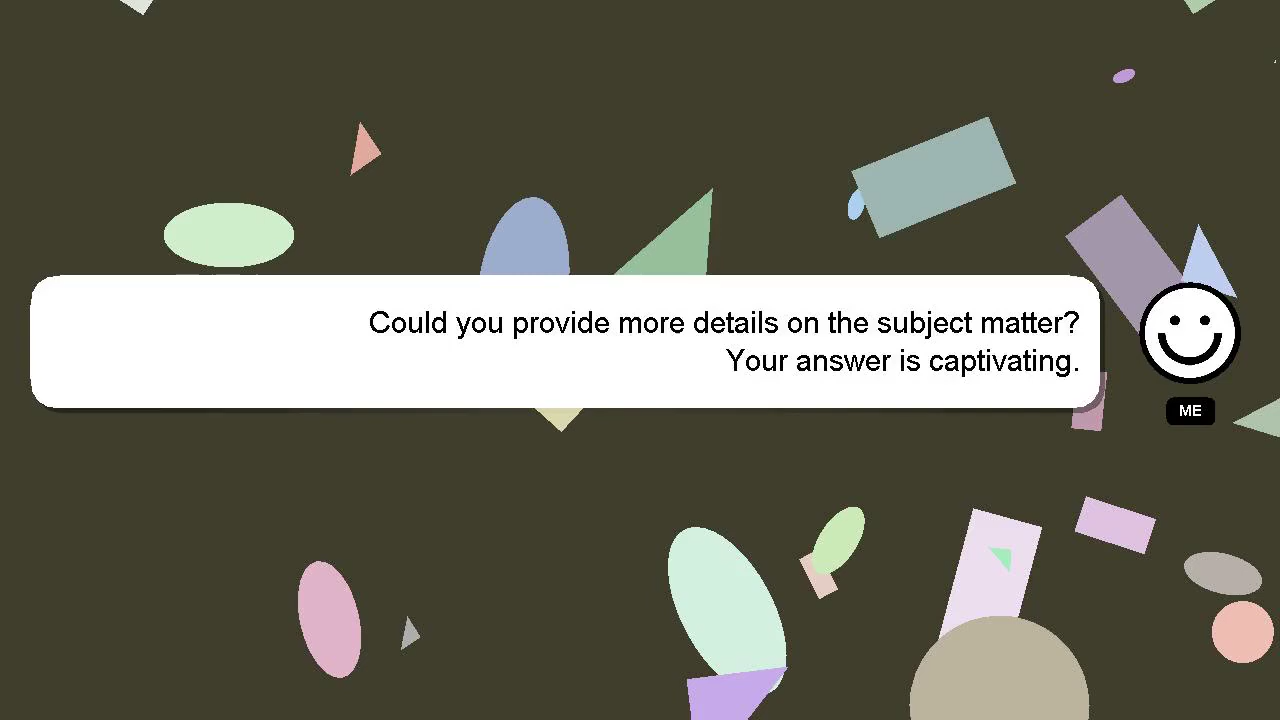 Could you provide more details on the subject matter?
Your answer is captivating.
ME